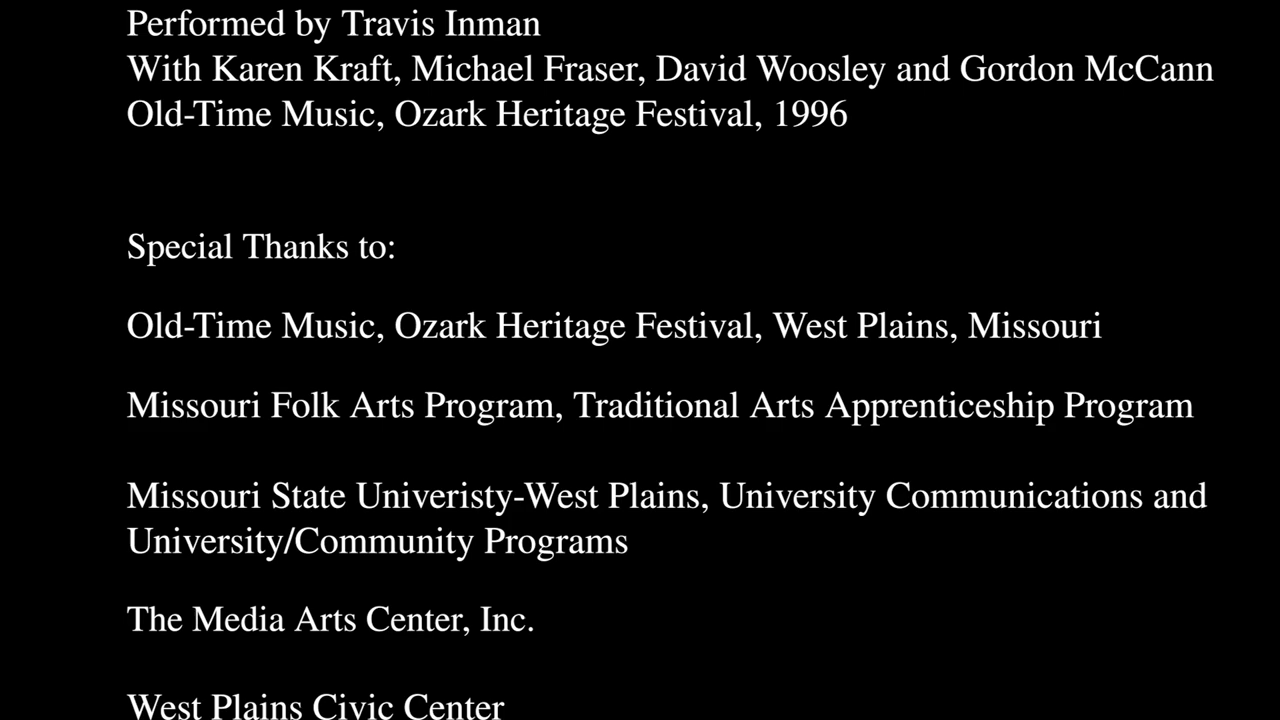 Performed by Travis Inman
With Karen Kraft, Michael Fraser, David Woosley and Gordon McCann
Old-Time Music, Ozark Heritage Festival, 1996
Special Thanks to:
Old-Time Music, Ozark Heritage Festival, West Plains, Missouri
Missouri Folk Arts Program, Traditional Arts Apprenticeship Program
Missouri State Univeristy-West Plains, University Communications and
University/Community Programs
The Media Arts Center, Inc.
West Plains Civic Center